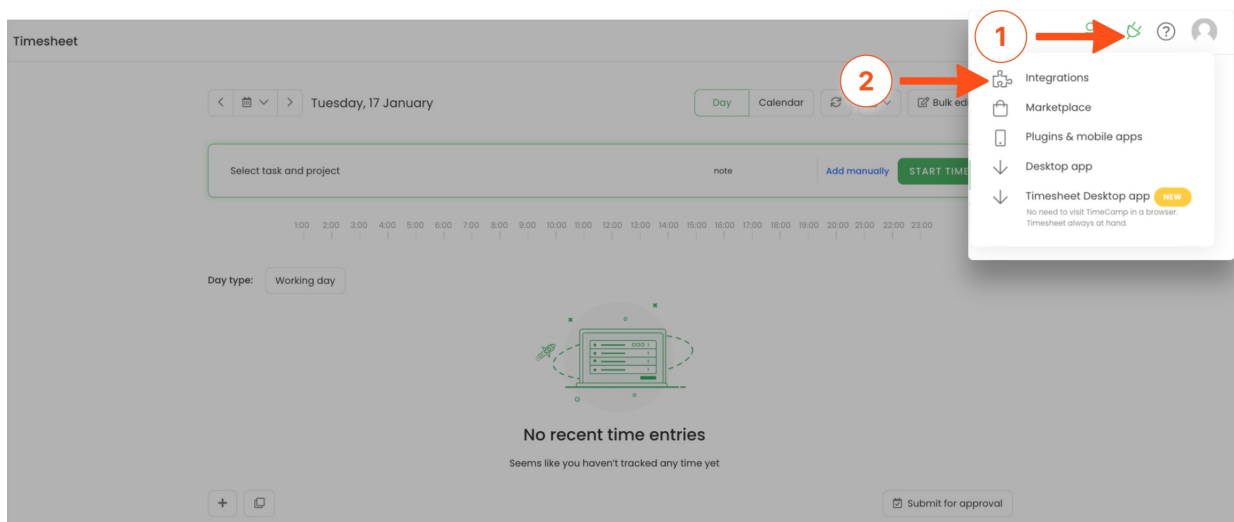 Timesheet
1
2
Tuesday, 17 January
Day
Calendar
Bulk ed
Integrations
Marketplace
Plugins & mobile apps
Desktop app
Timesheet Desktop app NEW
No need to visit TimeCamp in a browser.
Timesheet always at hand.
Select task and project
note
Add manually
START TIME
1:00 2:00 3:00 4:00 5:00 6:00 7:00 8:00 9:00 10:00 11:00 12:00 13:00 14:00 15:00 16:00 17:00 18:00 19:00 20:00 21:00 22:00 23:00
Day type:
Working day
No recent time entries
Seems like you haven't tracked any time yet
Submit for approval